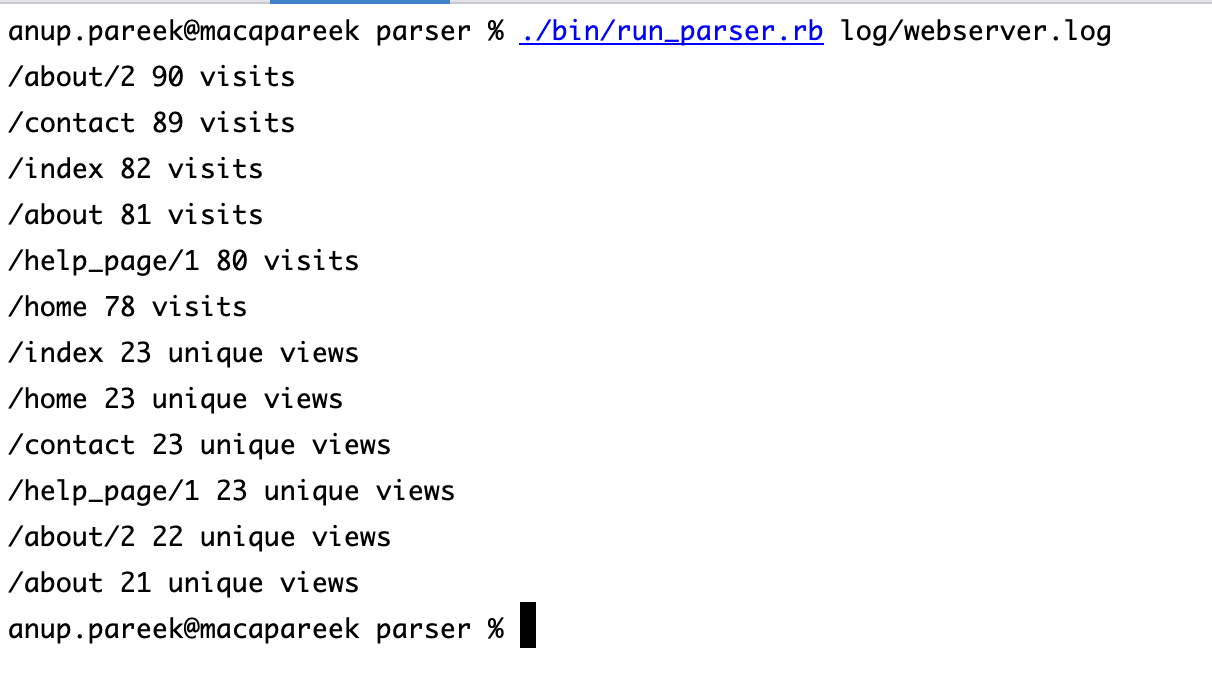 anup.pareek@macapareek parser % ./bin/run_parser.rb log/webserver.log
/about/2 90 visits
/contact 89 visits
/index 82 visits
/about 81 visits
/help_page/1 80 visits
/home 78 visits
/index 23 unique views
/home 23 unique views
/contact 23 unique views
/help_page/1 23 unique views
/about/2 22 unique views
/about 21 unique views
anup.pareek@macapareek parser %